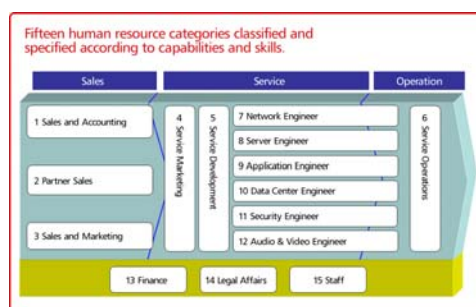 Fifteen human resource categories classified and
specified according to capabilities and skills.
Sales
Service
Operation
1 Sales and Accounting
2 Partner Sales
3 Sales and Marketing
4 Service Marketing
5 Service Development
7 Network Engineer
8 Server Engineer
9 Application Engineer
10 Data Center Engineer
11 Security Engineer
12 Audio & Video Engineer
6 Service Operations
13 Finance
14 Legal Affairs
15 Staff